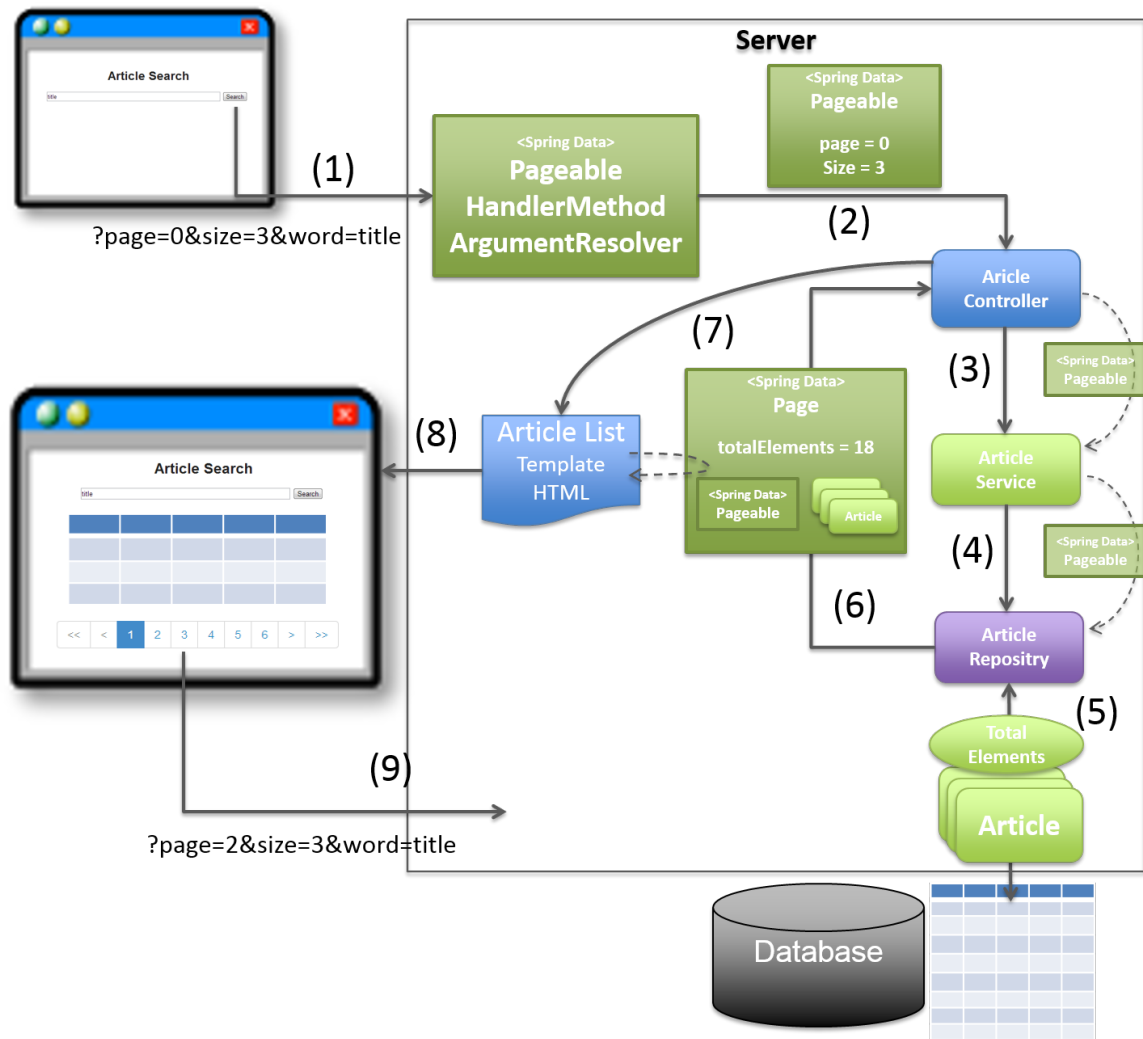 Server
Article Search
title
Search
(1)
?page=0&size=3&word=title
<Spring Data>
Pageable
HandlerMethod
ArgumentResolver
<Spring Data>
Pageable
page = 0
Size = 3
(2)
Aricle
Controller
(7)
(3)
<Spring Data>
Pageable
<Spring Data>
Page
totalElements = 18
<Spring Data>
Pageable
Article
(8)
Article List
Template
HTML
Article
Service
(4)
<Spring Data>
Pageable
(6)
Article
Repositry
(5)
Total
Elements
Article
Article Search
title
Search
<< < 1 2 3 4 5 6 > >>
(9)
?page=2&size=3&word=title
Database